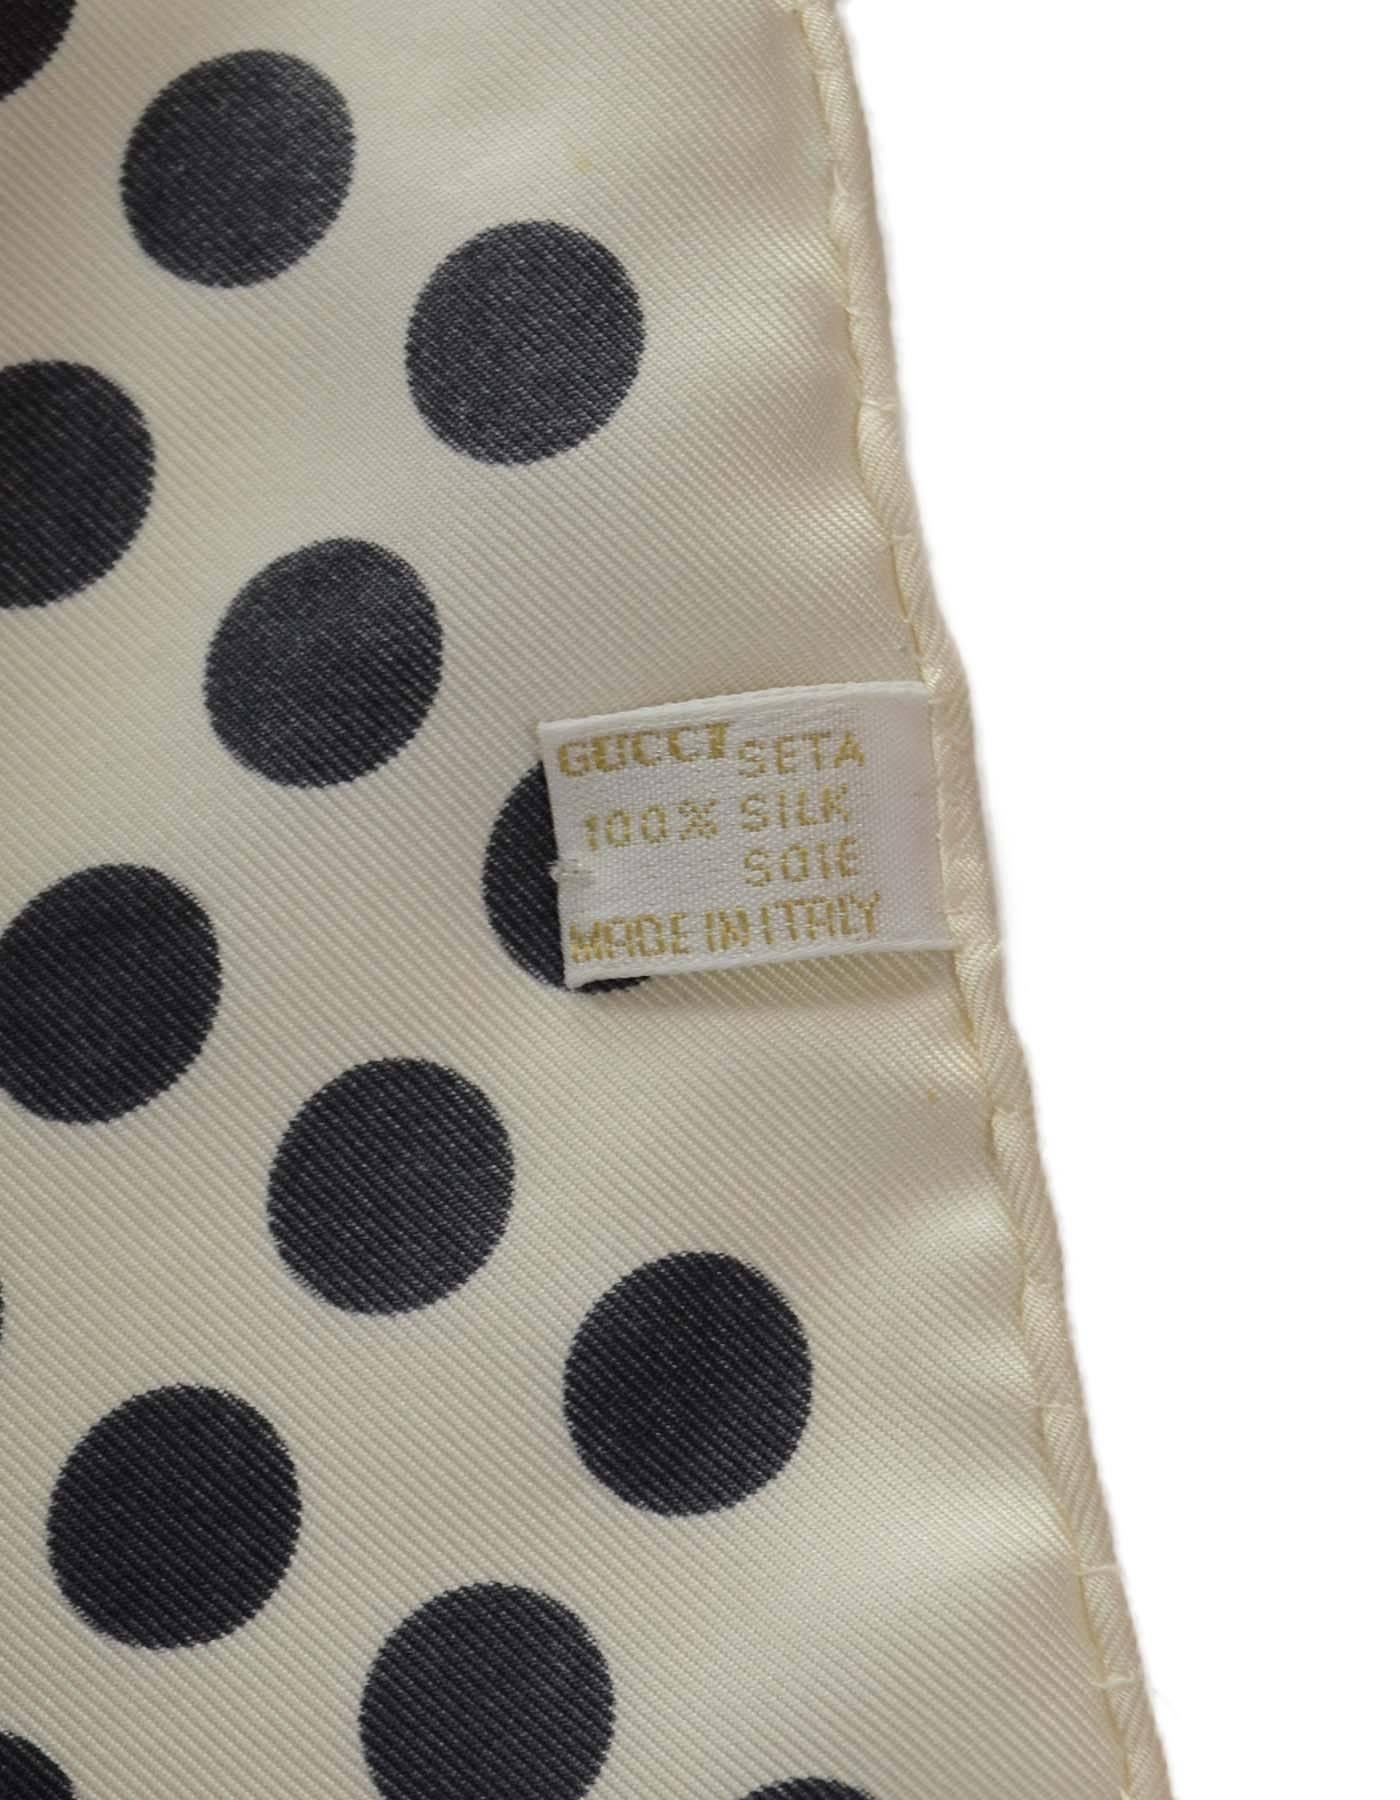 GUCCI SETA
100% SILK
SOIE
MADE IN ITALY